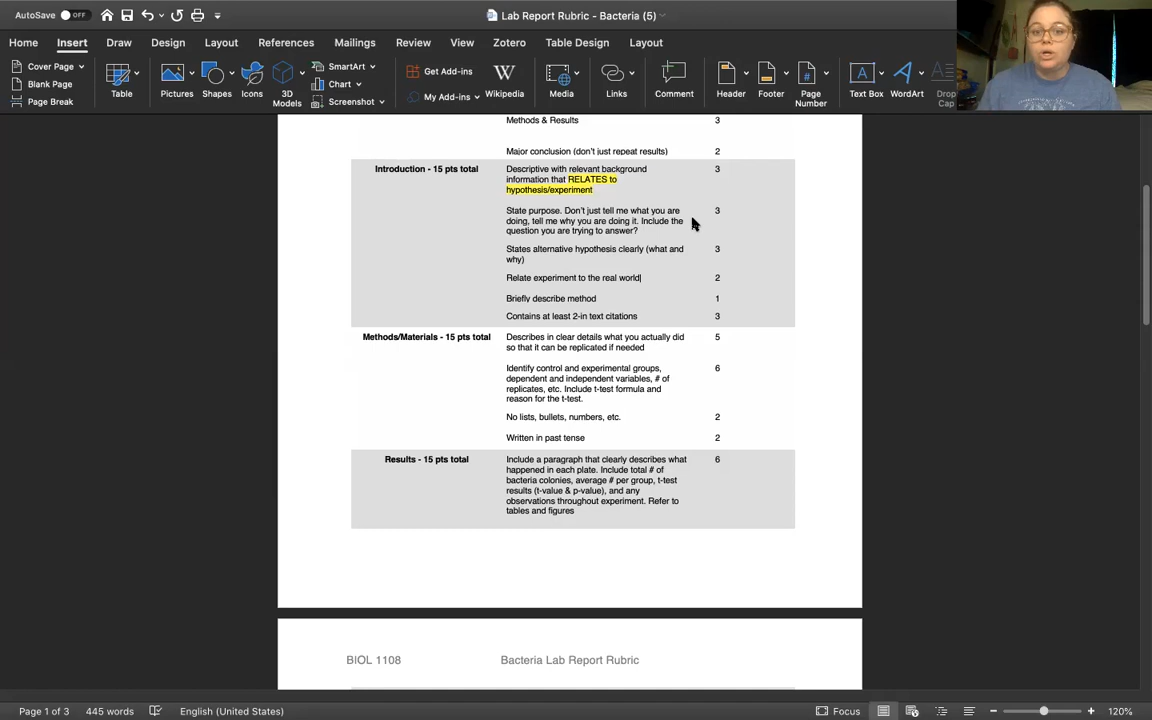 AutoSave OFF
Lab Report Rubric - Bacteria (5)
Home Insert Draw Design Layout References Mailings Review View Zotero Table Design Layout
Cover Page
Blank Page
Page Break
Table
Pictures
Shapes
Icons
3D
Models
SmartArt
Chart
Screenshot
Get Add-ins
My Add-ins
W
Wikipedia
Media
Links
Comment
Header
Footer
#
Page
Number
A
Text Box
A
WordArt
A
Drop
Cap
Methods & Results 3
Major conclusion (don't just repeat results) 2
Introduction - 15 pts total
Descriptive with relevant background 3
information that RELATES to
hypothesis/experiment
State purpose. Don't just tell me what you are 3
doing, tell me why you are doing it. Include the
question you are trying to answer?
States alternative hypothesis clearly (what and 3
why)
Relate experiment to the real world 2
Briefly describe method 1
Contains at least 2-in text citations 3
Methods/Materials - 15 pts total
Describes in clear details what you actually did 5
so that it can be replicated if needed
Identify control and experimental groups, 6
dependent and independent variables, # of
replicates, etc. Include t-test formula and
reason for the t-test.
No lists, bullets, numbers, etc. 2
Written in past tense 2
Results - 15 pts total
Include a paragraph that clearly describes what 6
happened in each plate. Include total # of
bacteria colonies, average # per group, t-test
results (t-value & p-value), and any
observations throughout experiment. Refer to
tables and figures
BIOL 1108 Bacteria Lab Report Rubric
Page 1 of 3 445 words English (United States) Focus 120%